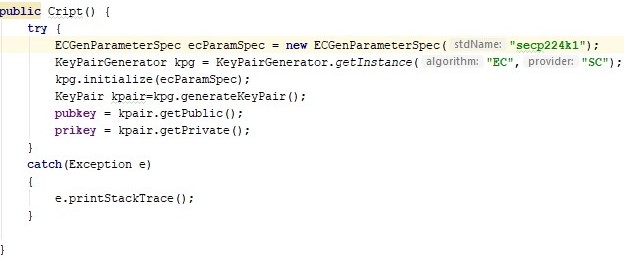 public Cript() {
try {
ECGenParameterSpec ecParamSpec = new ECGenParameterSpec( stdName: "secp224k1");
KeyPairGenerator kpg = KeyPairGenerator.getInstance( algorithm: "EC", provider: "SC");
kpg.initialize(ecParamSpec);
KeyPair kpair=kpg.generateKeyPair();
pubkey = kpair.getPublic();
prikey = kpair.getPrivate();
}
catch(Exception e)
{
e.printStackTrace();
}
}